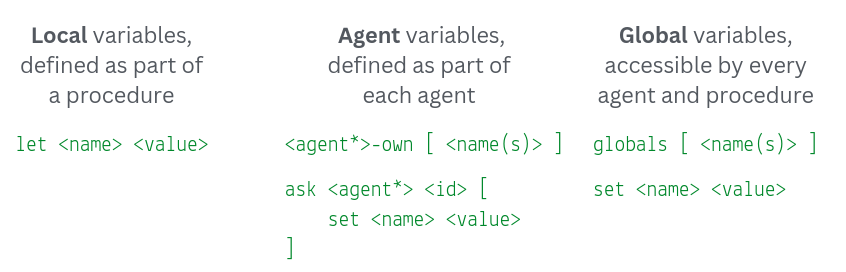 Local variables,
defined as part of
a procedure
let <name> <value>
Agent variables,
defined as part of
each agent
<agent*>-own [ <name(s)> ]
ask <agent*> <id> [
    set <name> <value>
]
Global variables,
accessible by every
agent and procedure
globals [ <name(s)> ]
set <name> <value>